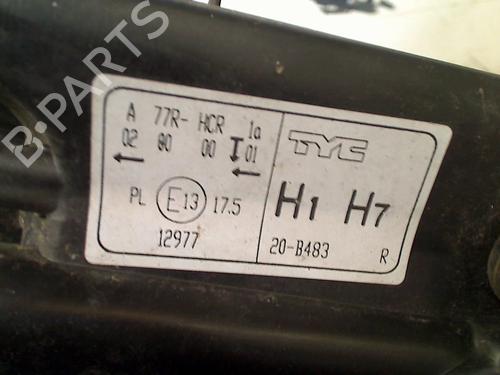 B-PARTS
A 77R- HCR 1a
02 80 00 01
PL E13 17.5
12977
TYC
H1 H7
20-B483 R